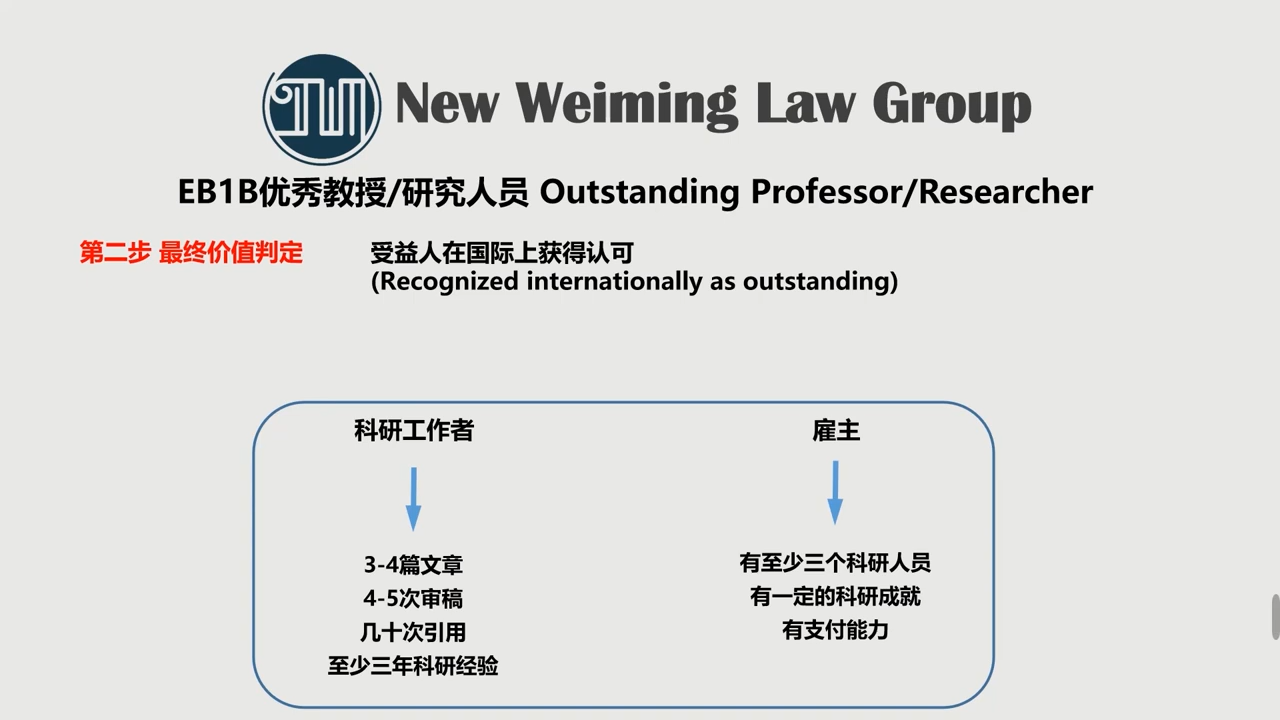 New Weiming Law Group
EB1B优秀教授/研究人员 Outstanding Professor/Researcher
第二步 最终价值判定
受益人在国际上获得认可
(Recognized internationally as outstanding)
科研工作者
3-4篇文章
4-5次审稿
几十次引用
至少三年科研经验
雇主
有至少三个科研人员
有一定的科研成就
有支付能力